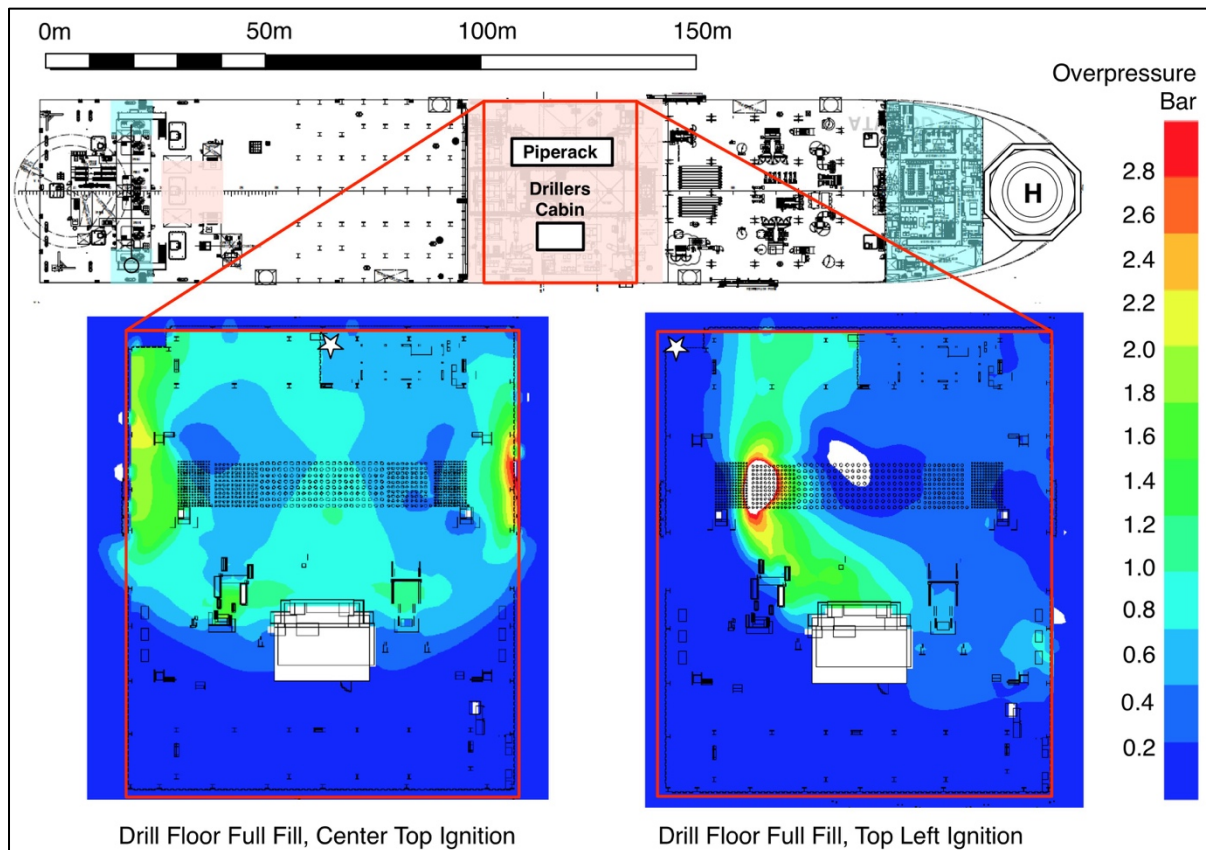 0m 50m 100m 150m
Overpressure
Bar
Piperack
Drillers
Cabin
H
2.8
2.6
2.4
2.2
2.0
1.8
1.6
1.4
1.2
1.0
0.8
0.6
0.4
0.2
Drill Floor Full Fill, Center Top Ignition
Drill Floor Full Fill, Top Left Ignition